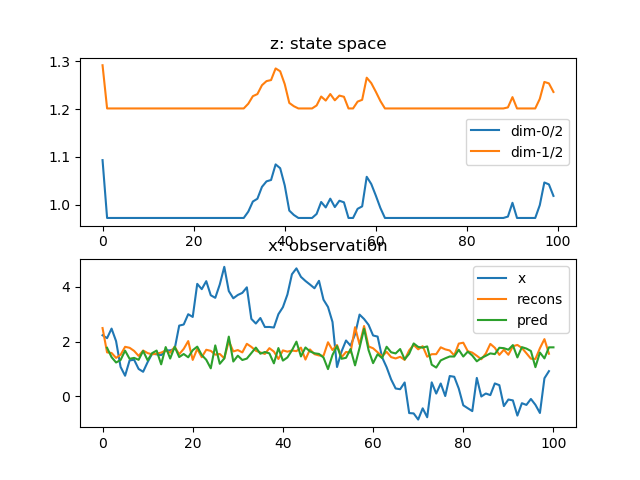 z: state space
1.3
1.2
1.1
1.0
dim-0/2
dim-1/2
0 20 40 60 80 100
x: observation
4
2
0
x
recons
pred
0 20 40 60 80 100